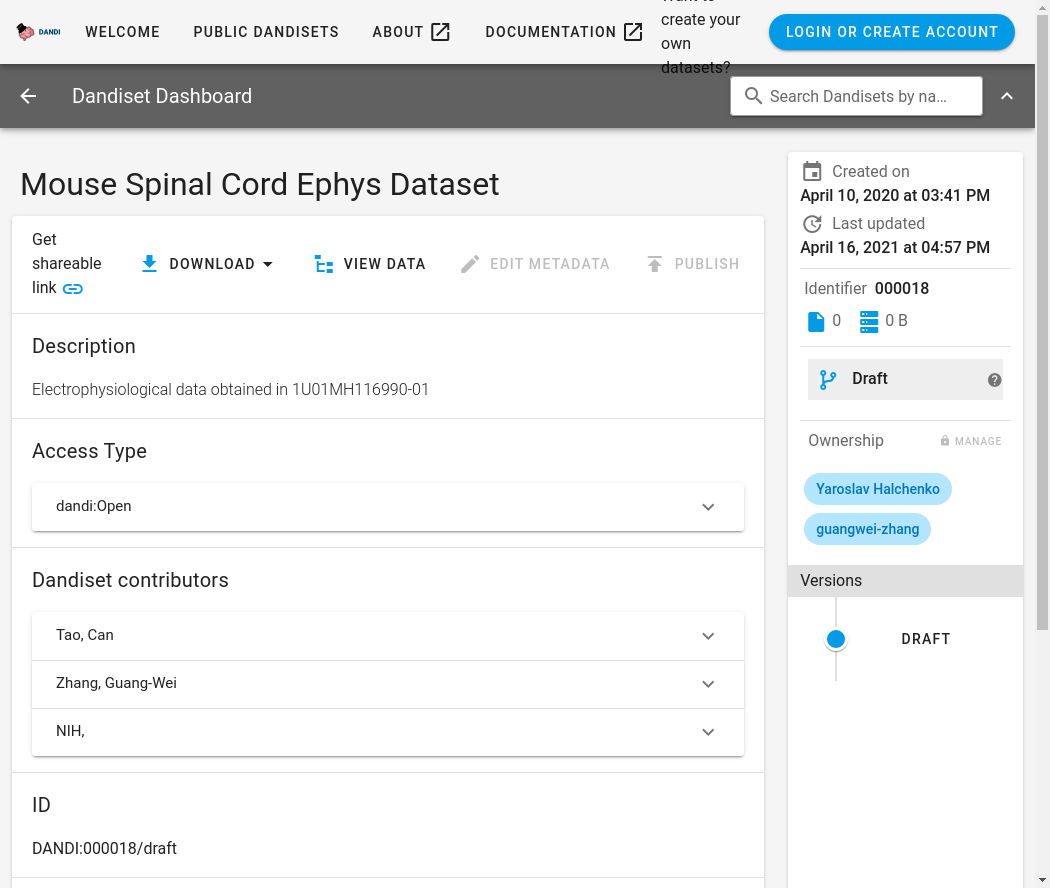 DANDI
WELCOME
PUBLIC DANDISETS
ABOUT
DOCUMENTATION
create your
own
datasets?
LOGIN OR CREATE ACCOUNT
Dandiset Dashboard
Search Dandisets by na…
Mouse Spinal Cord Ephys Dataset
Get
shareable
link
DOWNLOAD
VIEW DATA
EDIT METADATA
PUBLISH
Description
Electrophysiological data obtained in 1U01MH116990-01
Access Type
dandi:Open
Dandiset contributors
Tao, Can
Zhang, Guang-Wei
NIH,
ID
DANDI:000018/draft
Created on
April 10, 2020 at 03:41 PM
Last updated
April 16, 2021 at 04:57 PM
Identifier 000018
0 0 B
Draft
Ownership
MANAGE
Yaroslav Halchenko
guangwei-zhang
Versions
DRAFT